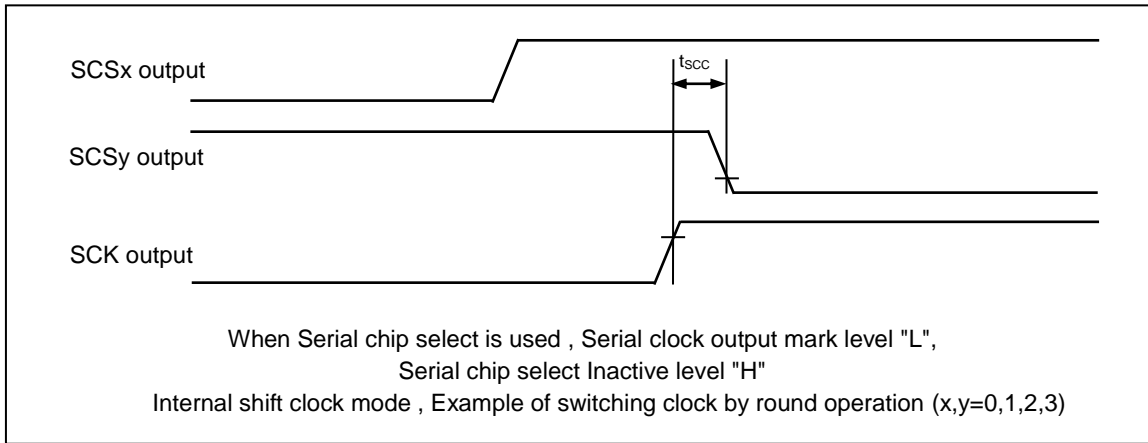 SCSx output
tSCC
SCSy output
SCK output
When Serial chip select is used , Serial clock output mark level "L",
Serial chip select Inactive level "H"
Internal shift clock mode , Example of switching clock by round operation (x,y=0,1,2,3)